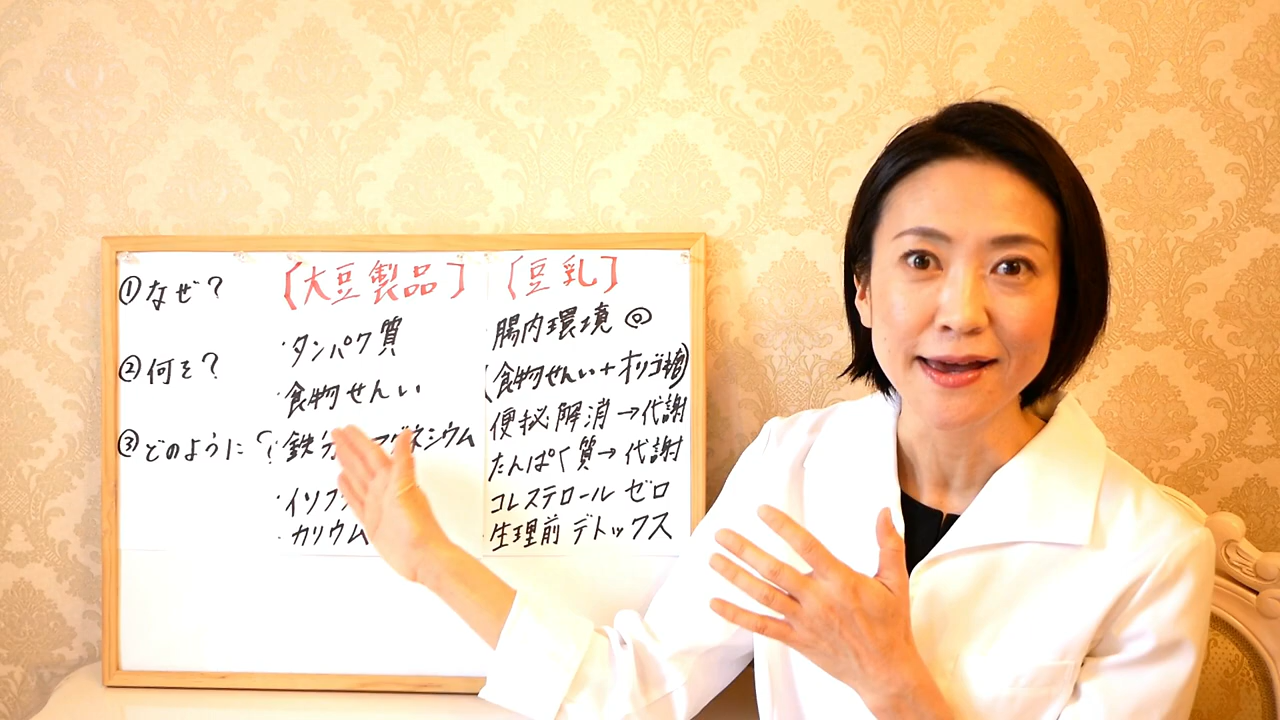 ①なぜ?
②何を?
③どのように?
[大豆製品]
・タンパク質
・食物せんい
・鉄分 マグネシウム
・イソフラ
・カリウム
[豆乳]
・腸内環境◎
(食物せんい+オリゴ糖)
便秘解消→代謝
たんぱく質→代謝
コレステロールゼロ
・生理前デトックス